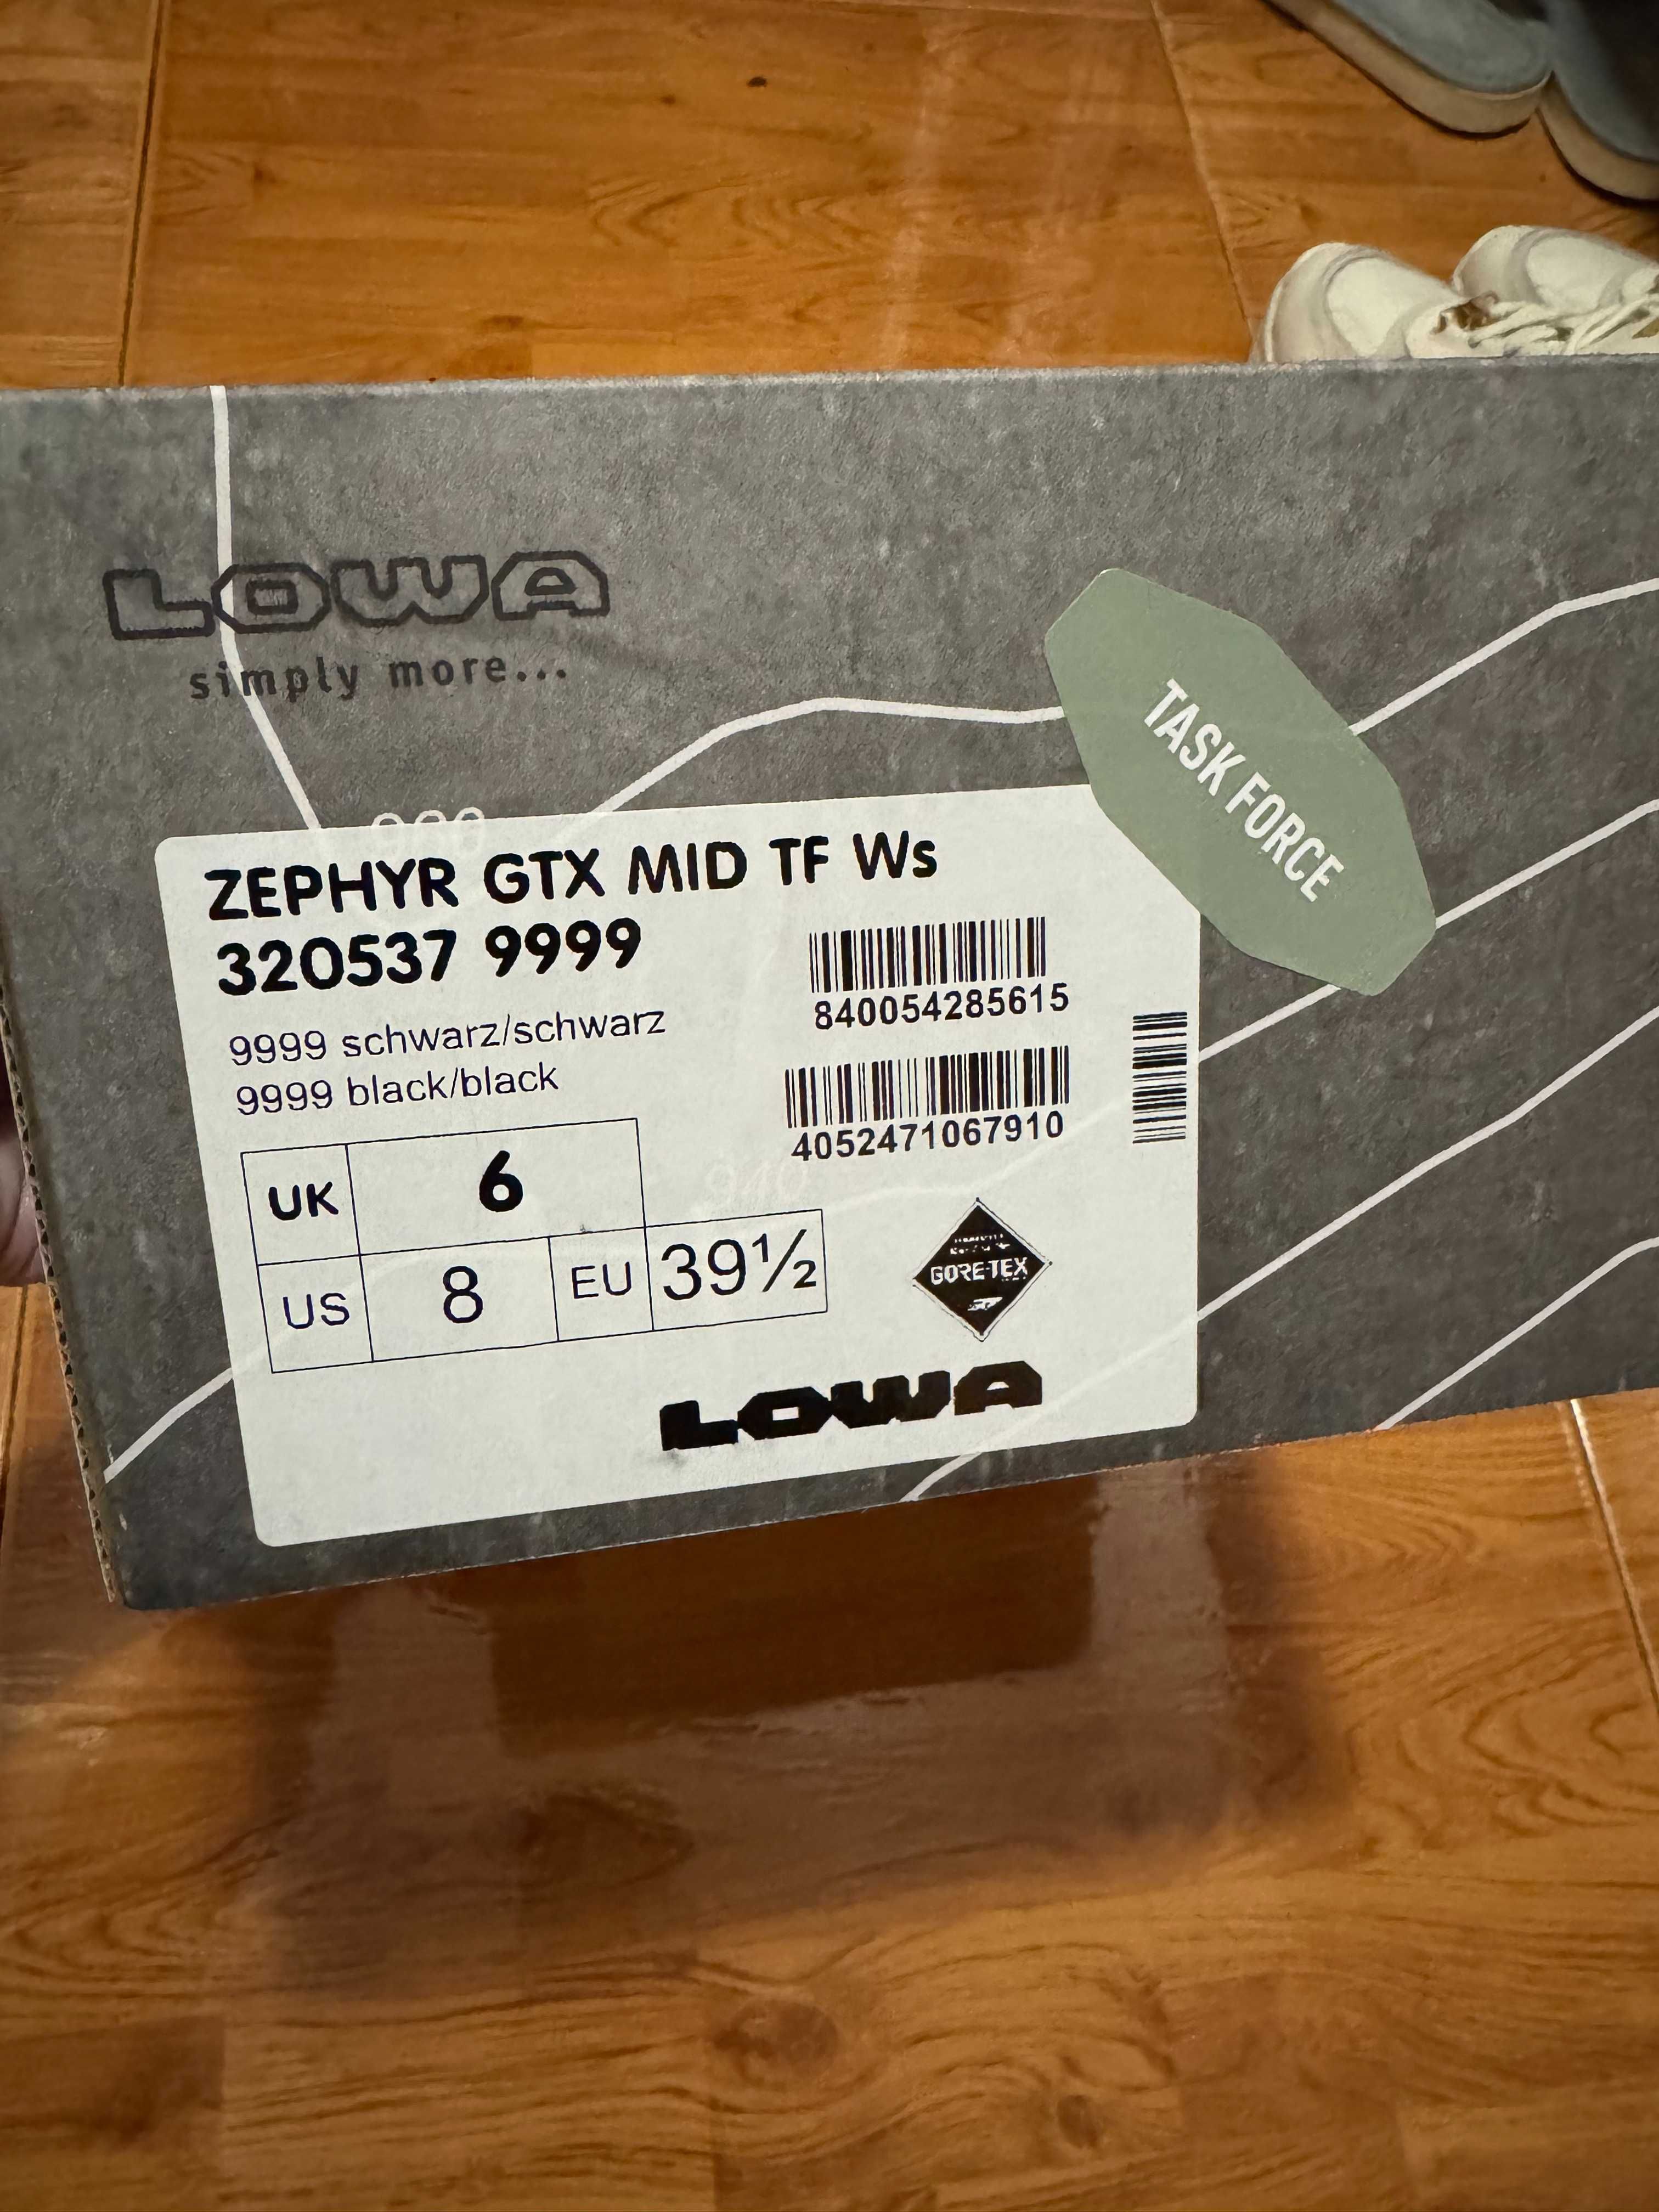 LOWA
simply more...
TASK FORCE
ZEPHYR GTX MID TF Ws
320537 9999
9999 schwarz/schwarz
9999 black/black
840054285615
4052471067910
UK 6
US 8 EU 39½
GORE-TEX
LOWA